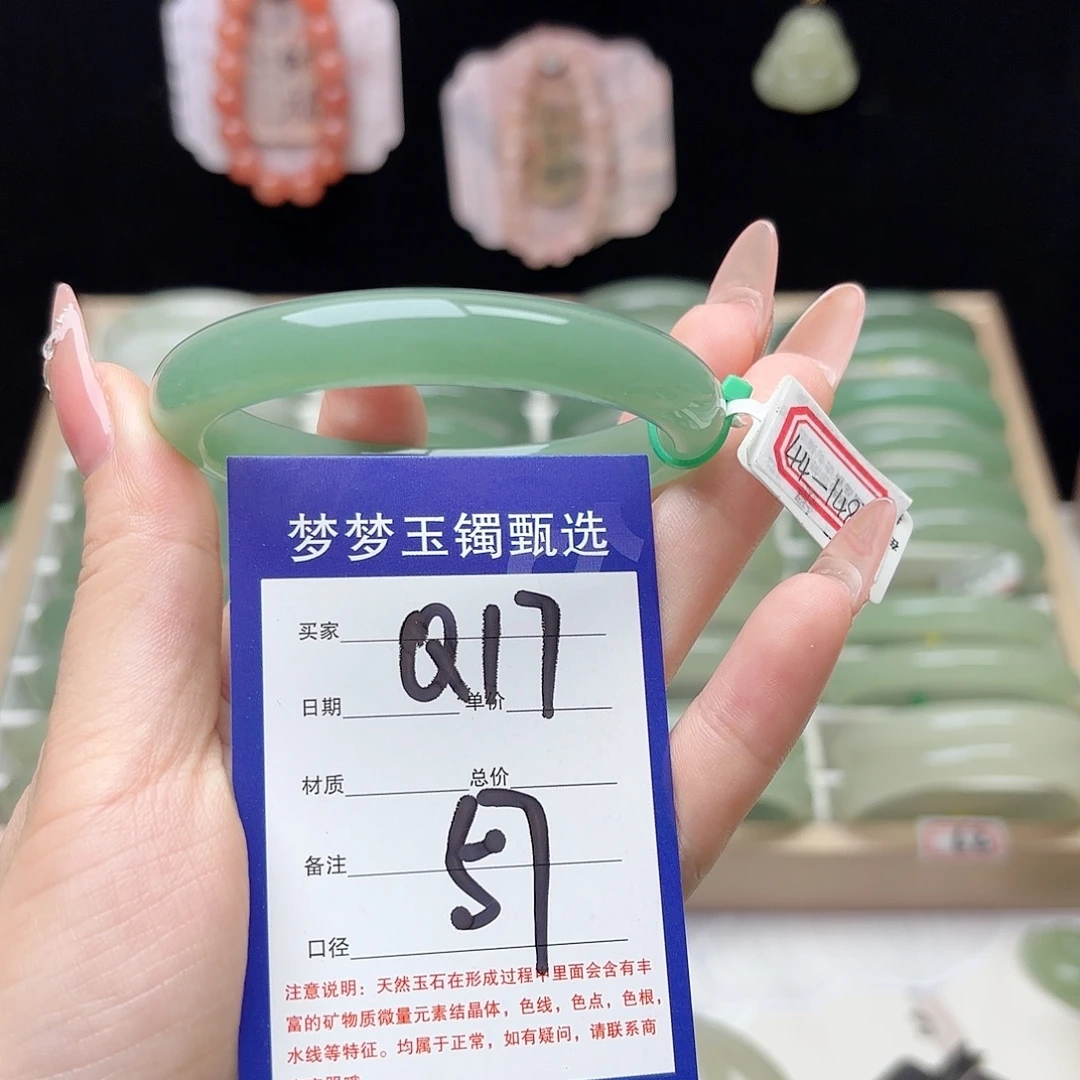 梦梦玉镯甄选
买家 Q17
日期 单价
材质 总价
备注 57
口径
注意说明：天然玉石在形成过程中里面会含有丰
富的矿物质微量元素结晶体，色线，色点，色根，
水线等特征。均属于正常，如有疑问，请联系商